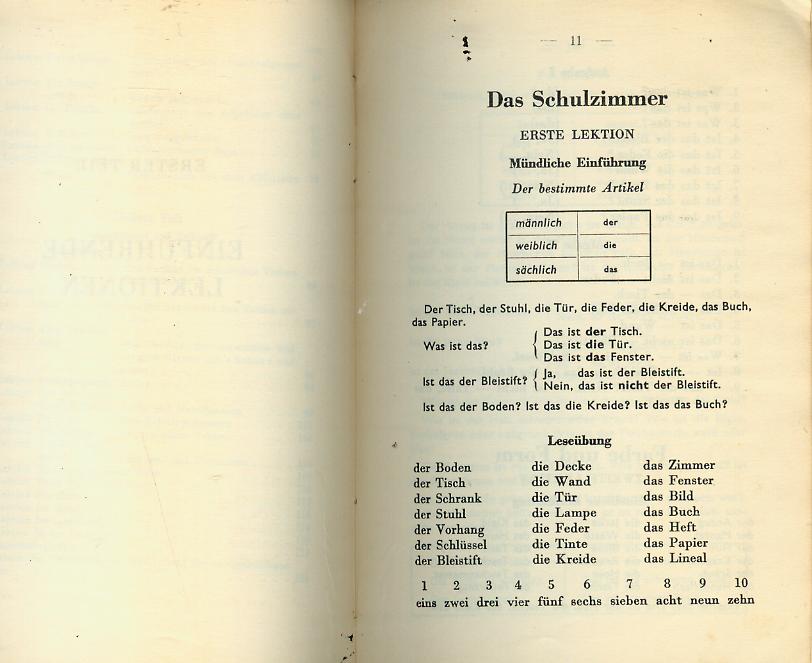 — 11 —
Das Schulzimmer
ERSTE LEKTION
Mündliche Einführung
Der bestimmte Artikel
männlich der
weiblich die
sächlich das
Der Tisch, der Stuhl, die Tür, die Feder, die Kreide, das Buch,
das Papier.
Was ist das? { Das ist der Tisch.
Das ist die Tür.
Das ist das Fenster.
Ist das der Bleistift? { Ja, das ist der Bleistift.
Nein, das ist nicht der Bleistift.
Ist das der Boden? Ist das die Kreide? Ist das das Buch?
Leseübung
der Boden die Decke das Zimmer
der Tisch die Wand das Fenster
der Schrank die Tür das Bild
der Stuhl die Lampe das Buch
der Vorhang die Feder das Heft
der Schlüssel die Tinte das Papier
der Bleistift die Kreide das Lineal
1 2 3 4 5 6 7 8 9 10
eins zwei drei vier fünf sechs sieben acht neun zehn